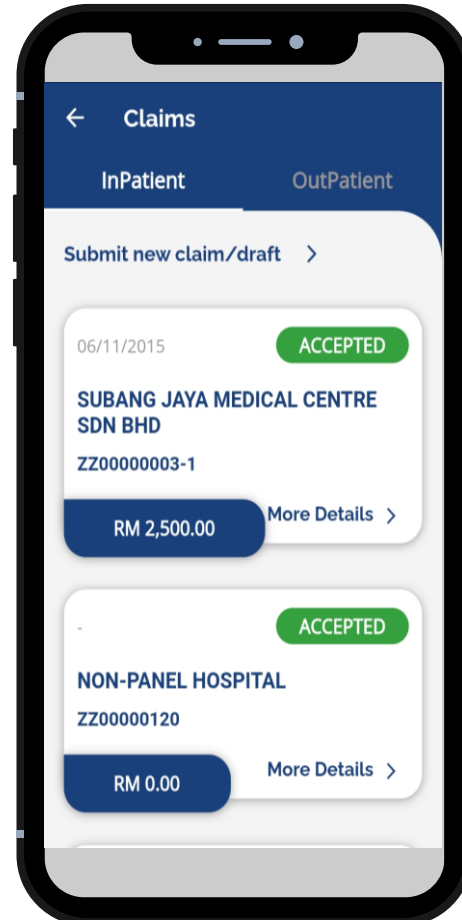 Claims
InPatient OutPatient
Submit new claim/draft
06/11/2015 ACCEPTED
SUBANG JAYA MEDICAL CENTRE
SDN BHD
ZZ00000003-1
RM 2,500.00 More Details
- ACCEPTED
NON-PANEL HOSPITAL
ZZ00000120
RM 0.00 More Details